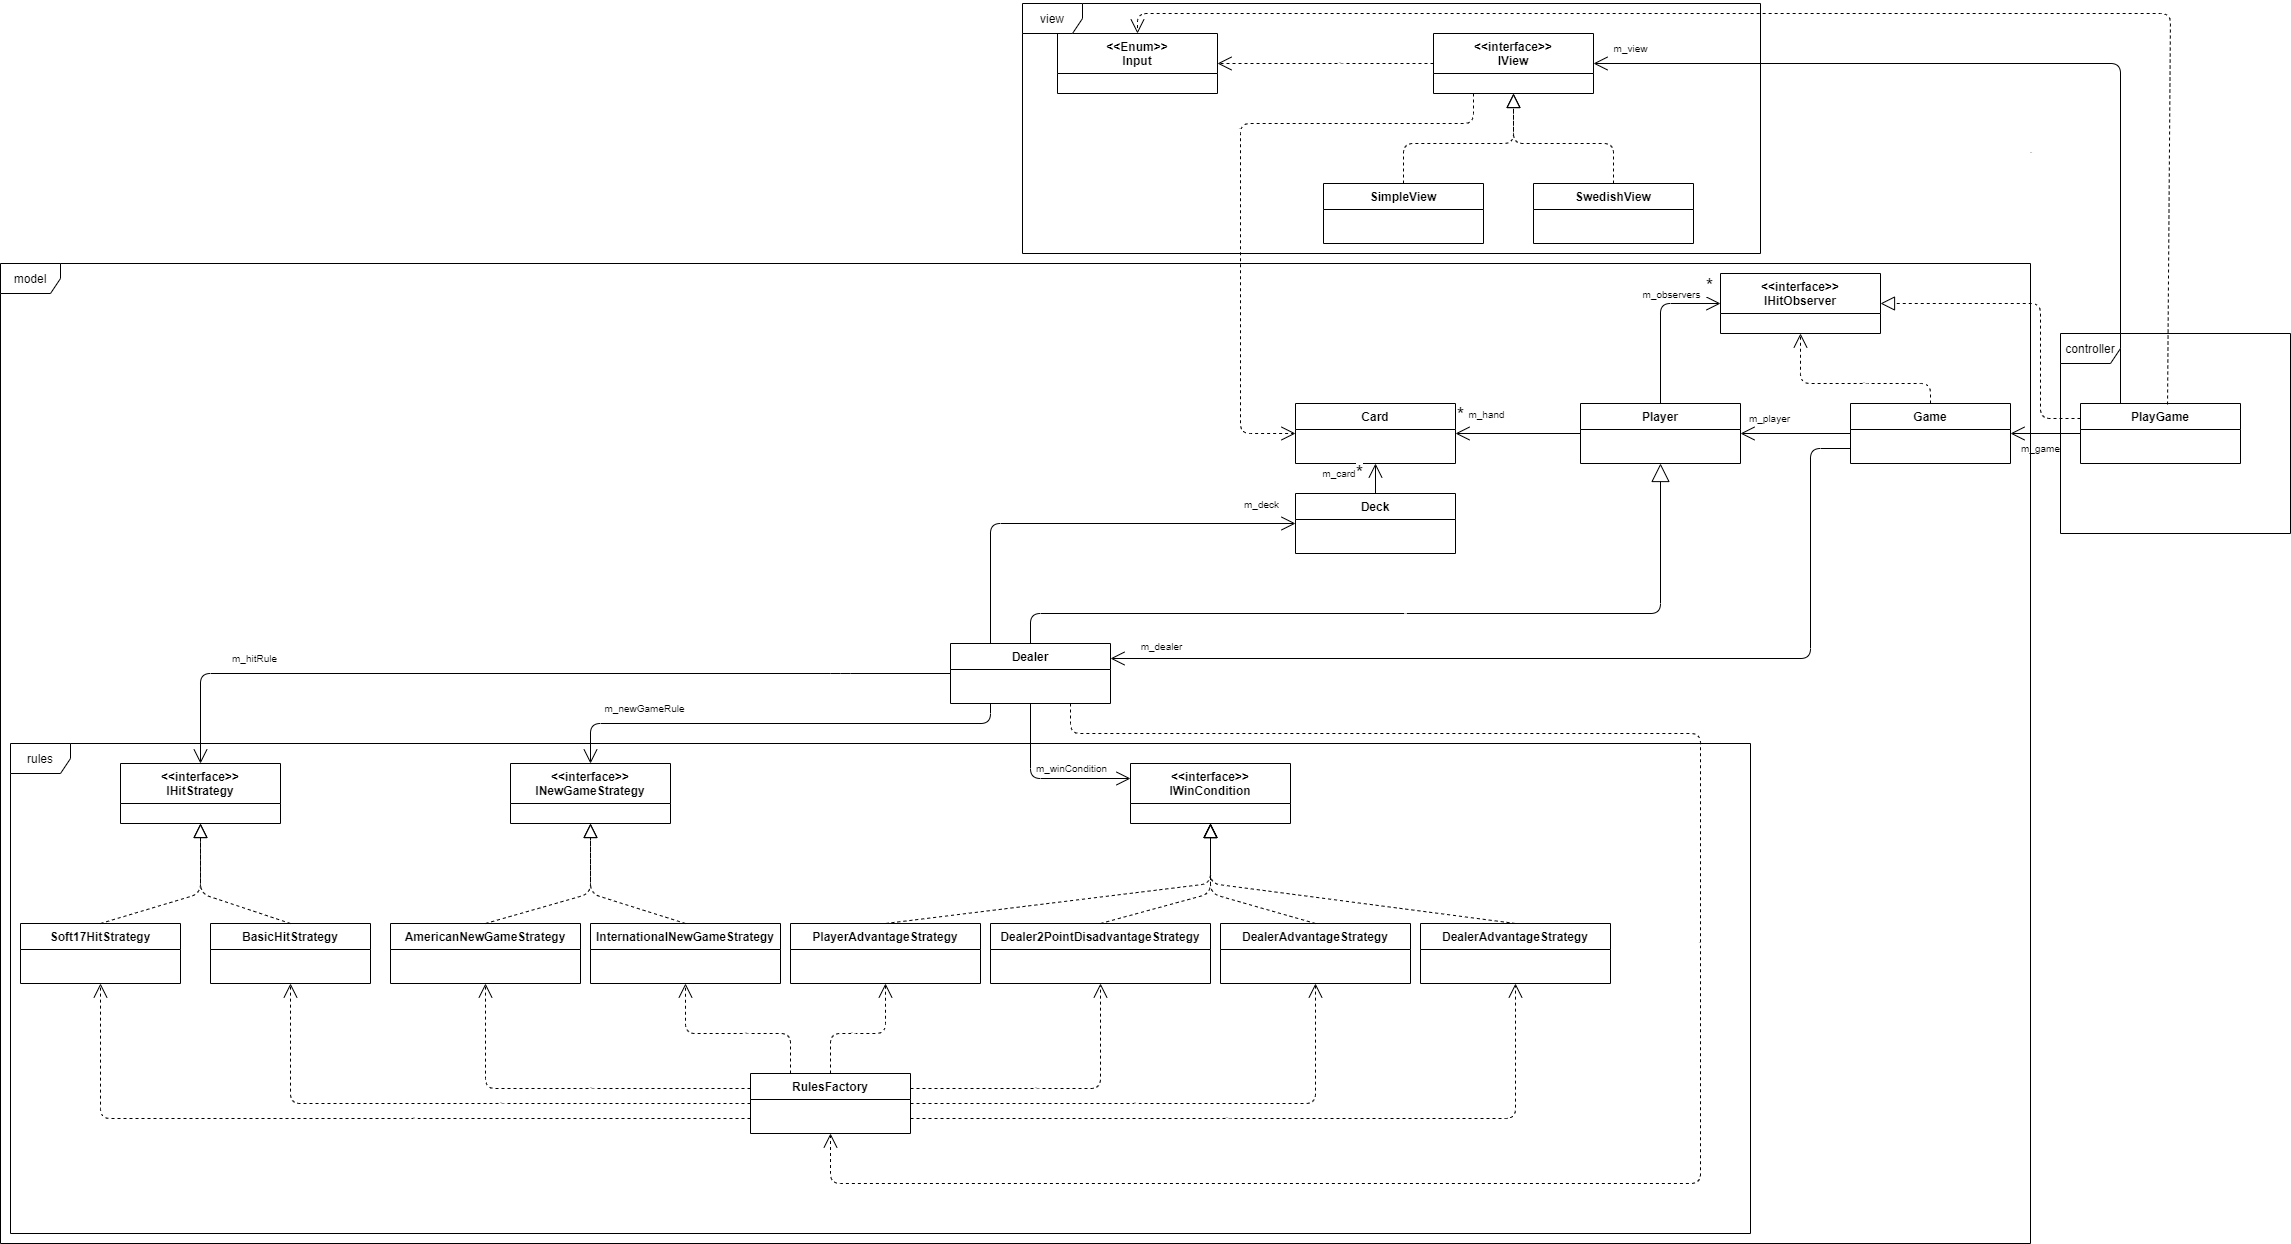 view
<<Enum>>
Input
<<interface>>
IView
m_view
SimpleView
SwedishView
model
*
<<interface>>
IHitObserver
m_observers
controller
Card
*
m_hand
Player
m_player
Game
PlayGame
m_game
m_card
*
m_deck
Deck
Dealer
m_dealer
m_hitRule
m_newGameRule
rules
m_winCondition
<<interface>>
IHitStrategy
<<interface>>
INewGameStrategy
<<interface>>
IWinCondition
Soft17HitStrategy
BasicHitStrategy
AmericanNewGameStrategy
InternationalNewGameStrategy
PlayerAdvantageStrategy
Dealer2PointDisadvantageStrategy
DealerAdvantageStrategy
DealerAdvantageStrategy
RulesFactory